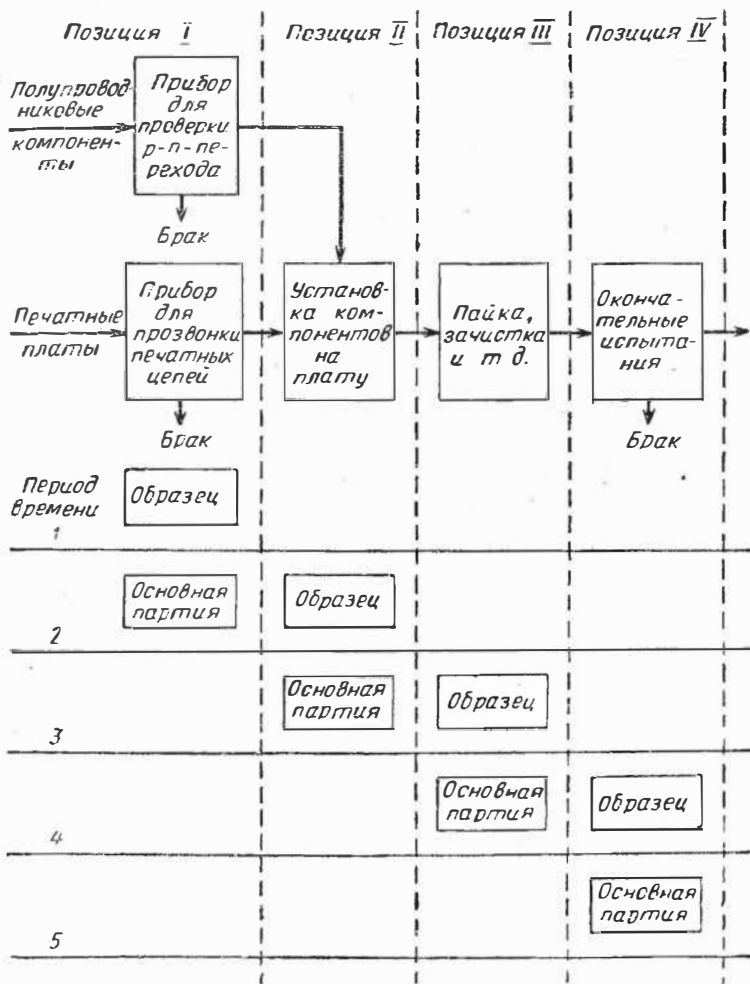 Позиция I Позиция II Позиция III Позиция IV
Полупровод-
никовые
компонен-
ты
Прибор
для
проверки
p-n-пе-
рехода
Брак
Печатные
платы
Прибор
для
прозвонки
печатных
цепей
Установ-
ка ком-
понентов
на
плату
Пайка,
зачистка
и т д.
Оконча-
тельные
испыта-
ния
Брак
Брак
Период
времени
1
Образец
2
Основная
партия
Образец
3
Основная
партия
Образец
4
Основная
партия
Образец
5
Основная
партия